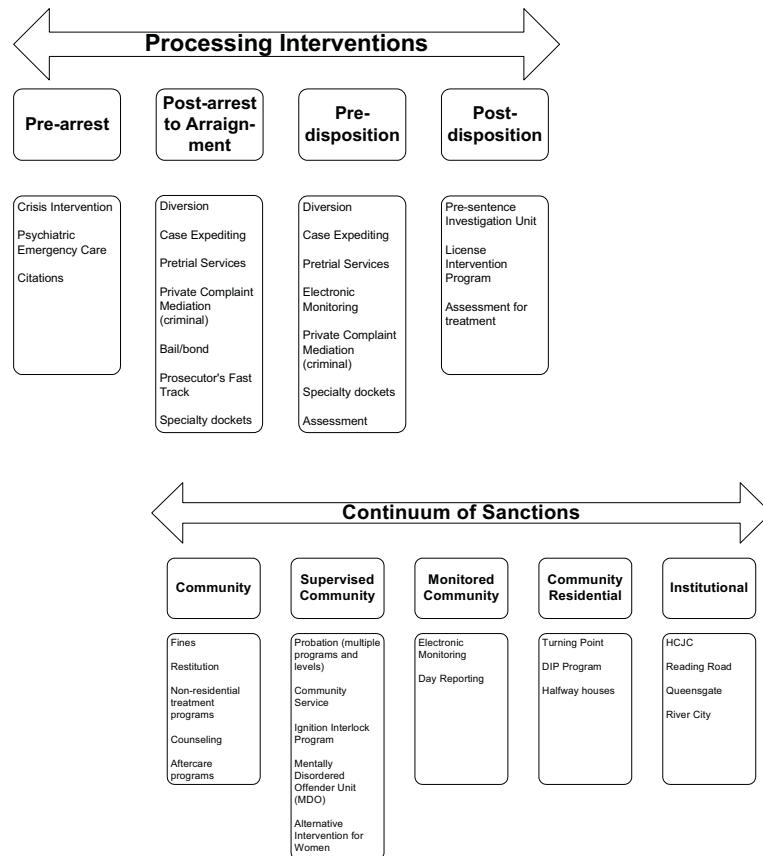 Processing Interventions
Pre-arrest
Post-arrest
to Arraign-
ment
Pre-
disposition
Post-
disposition
Crisis Intervention
Psychiatric
Emergency Care
Citations
Diversion
Case Expediting
Pretrial Services
Private Complaint
Mediation
(criminal)
Bail/bond
Prosecutor's Fast
Track
Specialty dockets
Diversion
Case Expediting
Pretrial Services
Electronic
Monitoring
Private Complaint
Mediation
(criminal)
Specialty dockets
Assessment
Pre-sentence
Investigation Unit
License
Intervention
Program
Assessment for
treatment
Continuum of Sanctions
Community
Supervised
Community
Monitored
Community
Community
Residential
Institutional
Fines
Restitution
Non-residential
treatment
programs
Counseling
Aftercare
programs
Probation (multiple
programs and
levels)
Community
Service
Ignition Interlock
Program
Mentally
Disordered
Offender Unit
(MDO)
Alternative
Intervention for
Women
Electronic
Monitoring
Day Reporting
Turning Point
DIP Program
Halfway houses
HCJC
Reading Road
Queensgate
River City